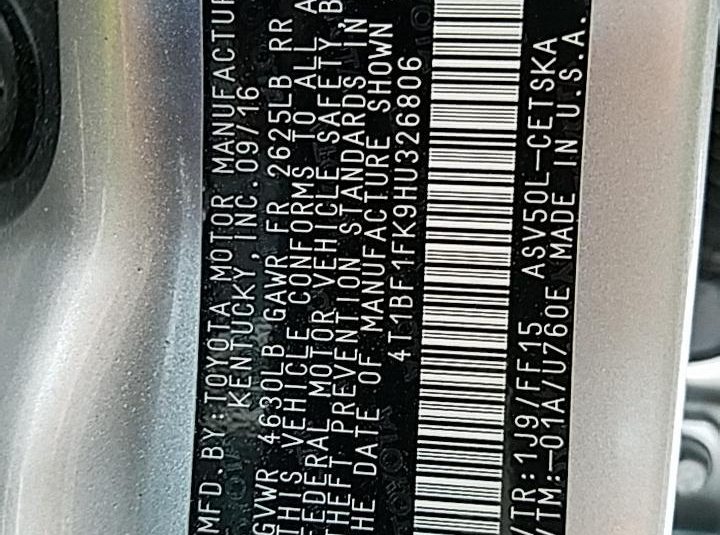 MFD. BY: TOYOTA MOTOR MANUFACTUR
KENTUCKY, INC. 09/16
GVWR 4630LB GAWR FR 2625LB RR
THIS VEHICLE CONFORMS TO ALL A
FEDERAL MOTOR VEHICLE SAFETY, B
THEFT PREVENTION STANDARDS IN
THE DATE OF MANUFACTURE SHOWN
4T1BF1FK9HU326806
/TR: 1J9/FF15 ASV50L-CETSKA
/TM: -01A/U760E MADE IN U.S.A.